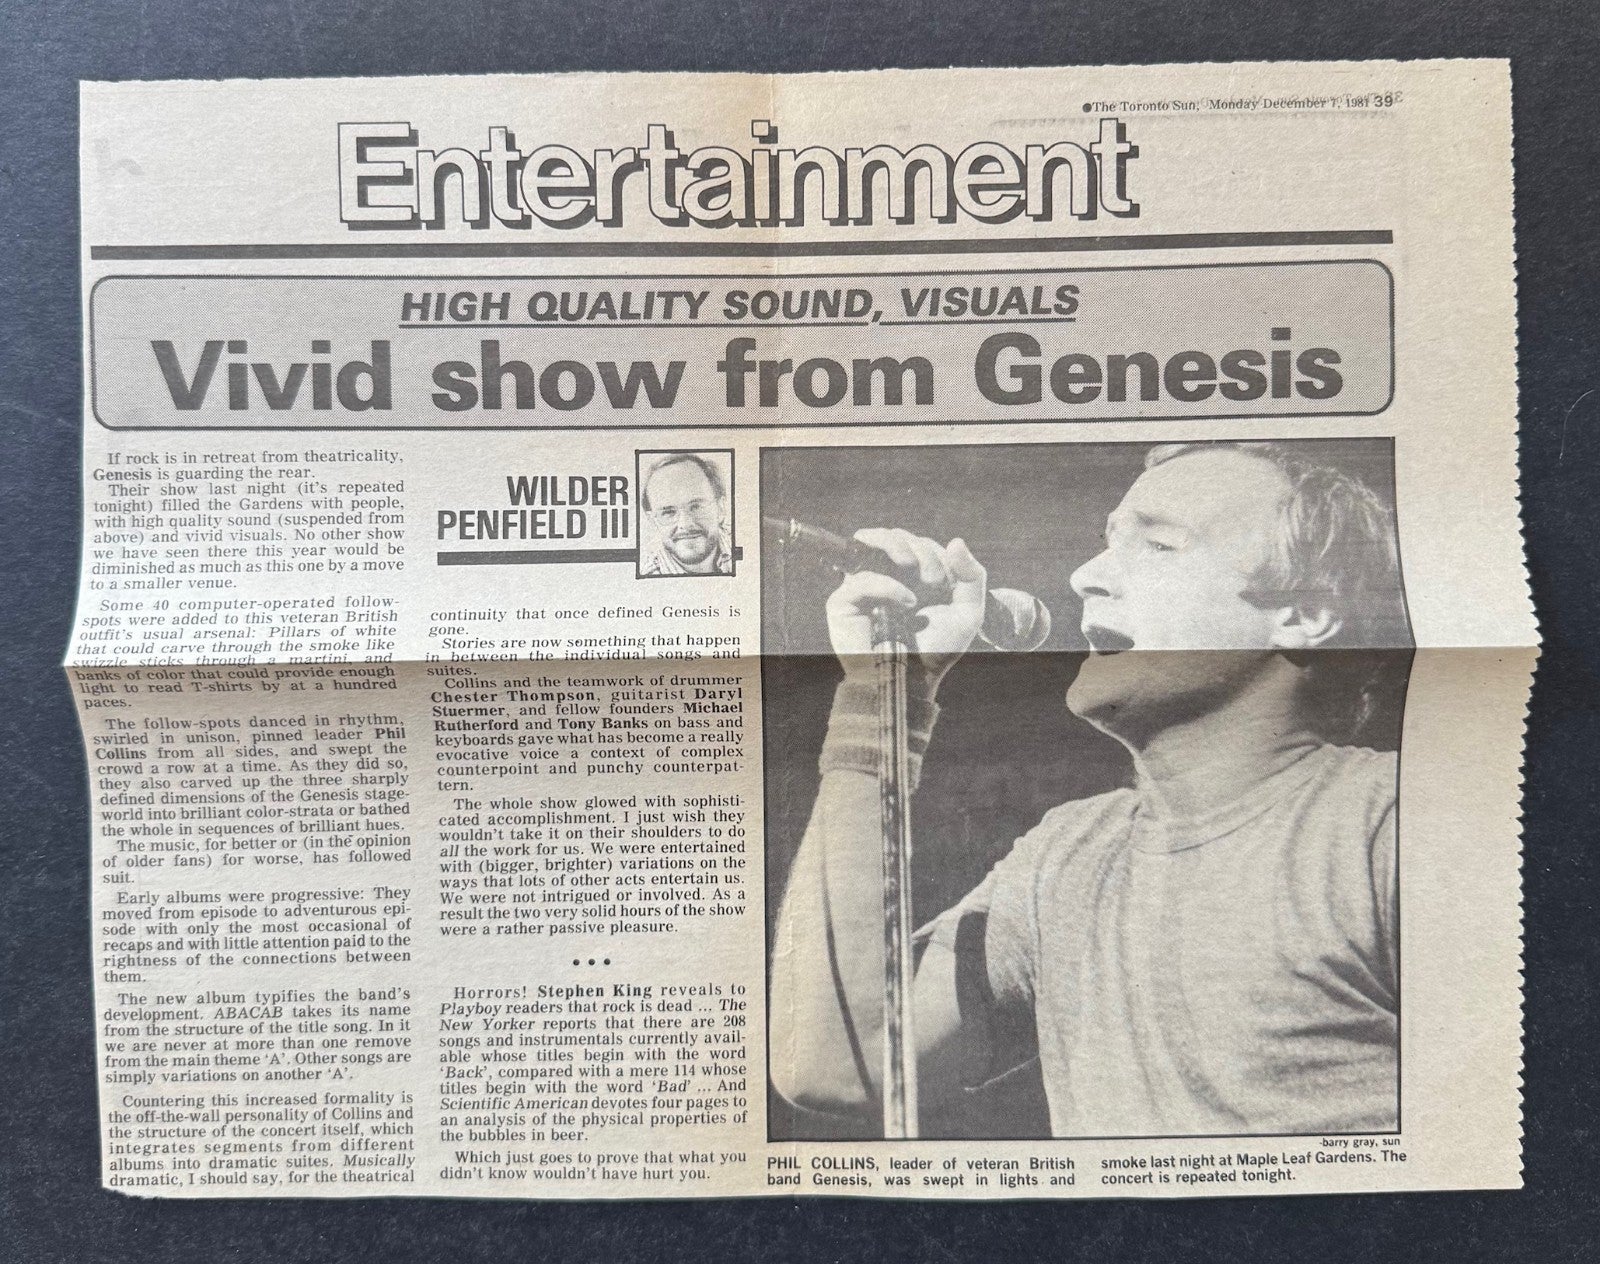 ●The Toronto Sun, Monday December 7, 1981 39
Entertainment
HIGH QUALITY SOUND, VISUALS
Vivid show from Genesis
If rock is in retreat from theatricality,
Genesis is guarding the rear.
Their show last night (it's repeated
tonight) filled the Gardens with people,
with high quality sound (suspended from
above) and vivid visuals. No other show
we have seen there this year would be
diminished as much as this one by a move
to a smaller venue.
Some 40 computer-operated follow-
spots were added to this veteran British
outfit's usual arsenal: Pillars of white
that could carve through the smoke like
swizzle sticks through a martini, and
banks of color that could provide enough
light to read T-shirts by at a hundred
paces.
The follow-spots danced in rhythm,
swirled in unison, pinned leader Phil
Collins from all sides, and swept the
crowd a row at a time. As they did so,
they also carved up the three sharply
defined dimensions of the Genesis stage-
world into brilliant color-strata or bathed
the whole in sequences of brilliant hues.
The music, for better or (in the opinion
of older fans) for worse, has followed
suit.
Early albums were progressive: They
moved from episode to adventurous epi-
sode with only the most occasional of
recaps and with little attention paid to the
rightness of the connections between
them.
The new album typifies the band's
development. ABACAB takes its name
from the structure of the title song. In it
we are never at more than one remove
from the main theme 'A'. Other songs are
simply variations on another 'A'.
Countering this increased formality is
the off-the-wall personality of Collins and
the structure of the concert itself, which
integrates segments from different
albums into dramatic suites. Musically
dramatic, I should say, for the theatrical
WILDER
PENFIELD III
continuity that once defined Genesis is
gone.
Stories are now something that happen
in between the individual songs and
suites.
Collins and the teamwork of drummer
Chester Thompson, guitarist Daryl
Stuermer, and fellow founders Michael
Rutherford and Tony Banks on bass and
keyboards gave what has become a really
evocative voice a context of complex
counterpoint and punchy counterpat-
tern.
The whole show glowed with sophisti-
cated accomplishment. I just wish they
wouldn't take it on their shoulders to do
all the work for us. We were entertained
with (bigger, brighter) variations on the
ways that lots of other acts entertain us.
We were not intrigued or involved. As a
result the two very solid hours of the show
were a rather passive pleasure.
• • •
Horrors! Stephen King reveals to
Playboy readers that rock is dead ... The
New Yorker reports that there are 208
songs and instrumentals currently avail-
able whose titles begin with the word
'Back', compared with a mere 114 whose
titles begin with the word 'Bad' ... And
Scientific American devotes four pages to
an analysis of the physical properties of
the bubbles in beer.
Which just goes to prove that what you
didn't know wouldn't have hurt you.
-barry gray, sun
PHIL COLLINS, leader of veteran British
band Genesis, was swept in lights and
smoke last night at Maple Leaf Gardens. The
concert is repeated tonight.